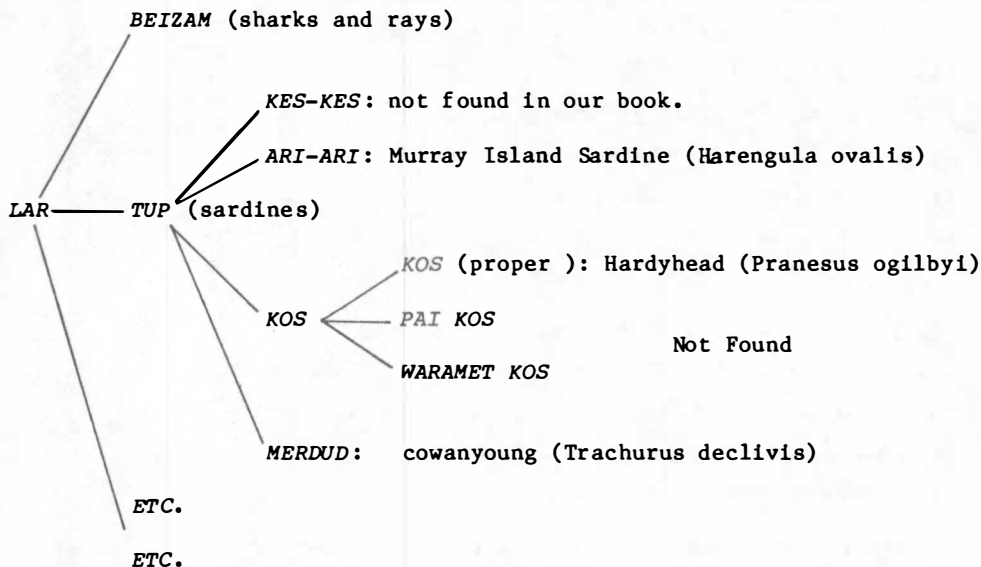 BEIZAM (sharks and rays)
KES-KES: not found in our book.
ARI-ARI: Murray Island Sardine (Harengula ovalis)
LAR TUP (sardines)
KOS (proper ): Hardyhead (Pranesus ogilbyi)
KOS PAI KOS
Not Found
WARAMET KOS
MERDUD: cowanyoung (Trachurus declivis)
ETC.
ETC.